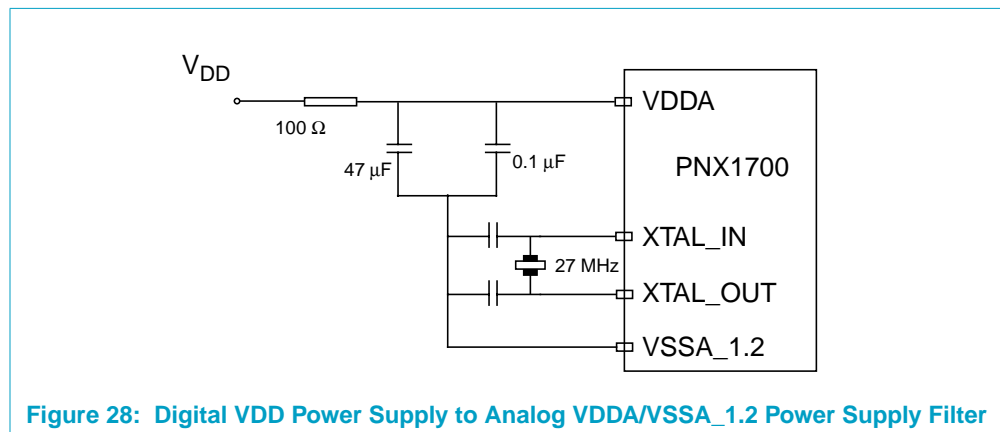 VDD
VDDA
100 Ω
47 μF
0.1 μF
PNX1700
XTAL_IN
27 MHz
XTAL_OUT
VSSA_1.2
Figure 28: Digital VDD Power Supply to Analog VDDA/VSSA_1.2 Power Supply Filter